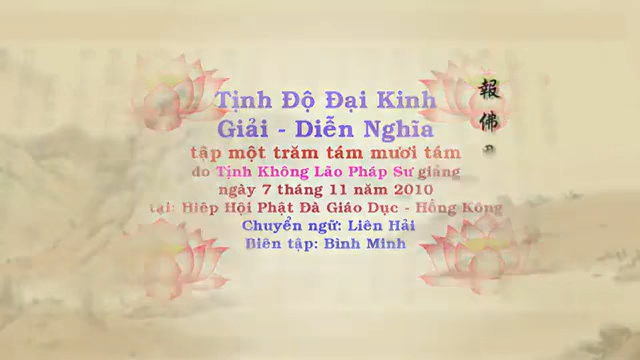 Tịnh Độ Đại Kinh
Giải - Diễn Nghĩa
tập một trăm tám mươi tám
do Tịnh Không Lão Pháp Sư giảng
ngày 7 tháng 11 năm 2010
tại: Hiệp Hội Phật Đà Giáo Dục - Hồng Kông
Chuyển ngữ: Liên Hải
Biên tập: Bình Minh
報佛